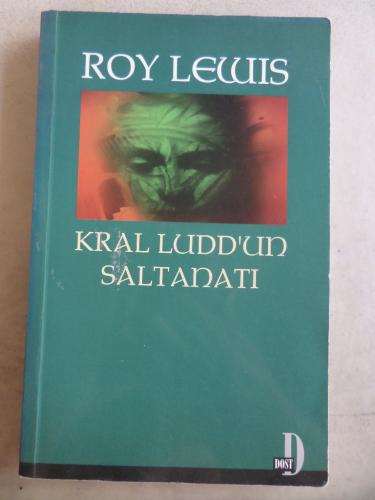 ROY LEWIS
KRAL LUDD'UN
SALTANATI
DOST